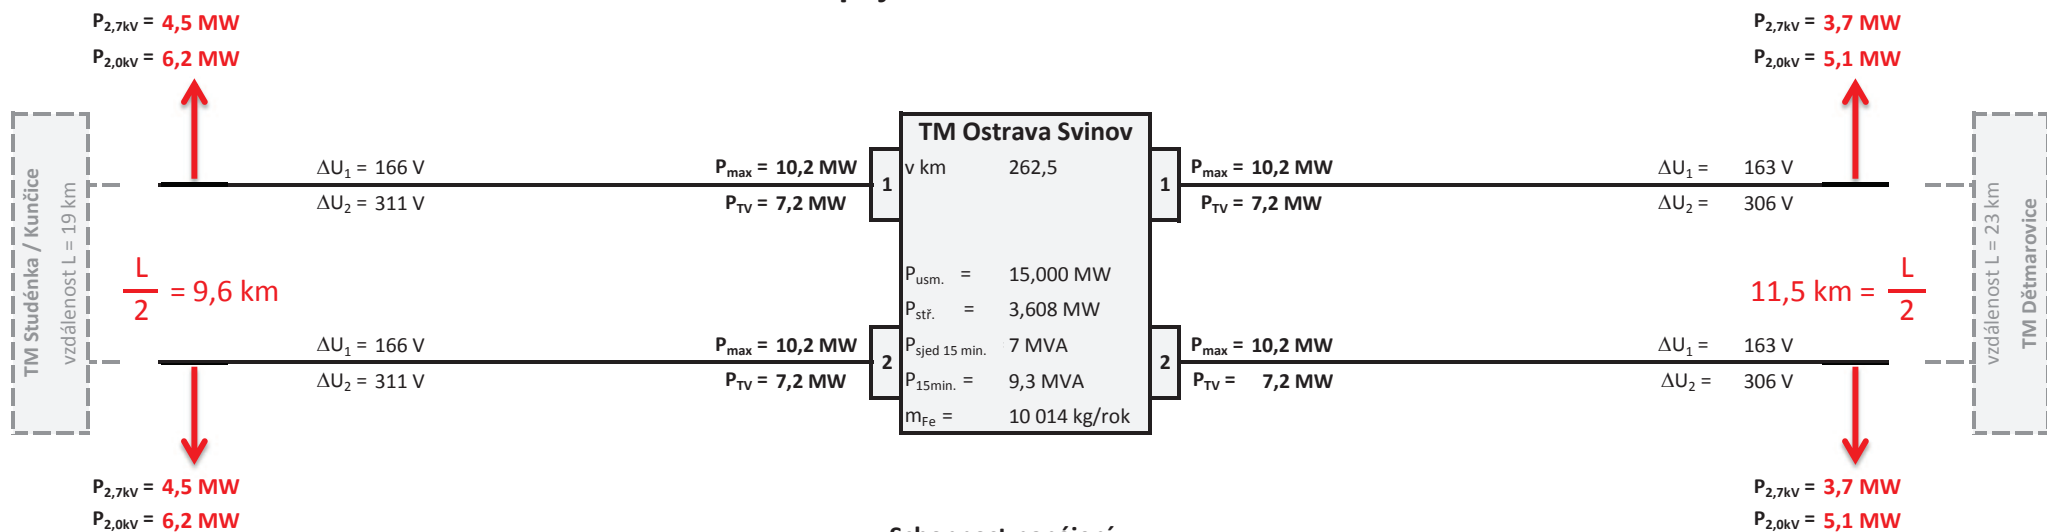 P2,7kV = 4,5 MW
P2,0kV = 6,2 MW
P2,7kV = 3,7 MW
P2,0kV = 5,1 MW
TM Studénka / Kunčice
vzdálenost L = 19 km
ΔU1 = 166 V
ΔU2 = 311 V
Pmax = 10,2 MW
PTV = 7,2 MW
1
TM Ostrava Svinov
v km 262,5
Pusm. = 15,000 MW
Pstř. = 3,608 MW
Psjed 15 min. 7 MVA
P15min. = 9,3 MVA
mFe = 10 014 kg/rok
1
Pmax = 10,2 MW
PTV = 7,2 MW
ΔU1 = 163 V
ΔU2 = 306 V
L/2 = 9,6 km
11,5 km = L/2
ΔU1 = 166 V
ΔU2 = 311 V
Pmax = 10,2 MW
PTV = 7,2 MW
2
2
Pmax = 10,2 MW
PTV = 7,2 MW
ΔU1 = 163 V
ΔU2 = 306 V
vzdálenost L = 23 km
TM Dětmarovice
P2,7kV = 4,5 MW
P2,0kV = 6,2 MW
P2,7kV = 3,7 MW
P2,0kV = 5,1 MW